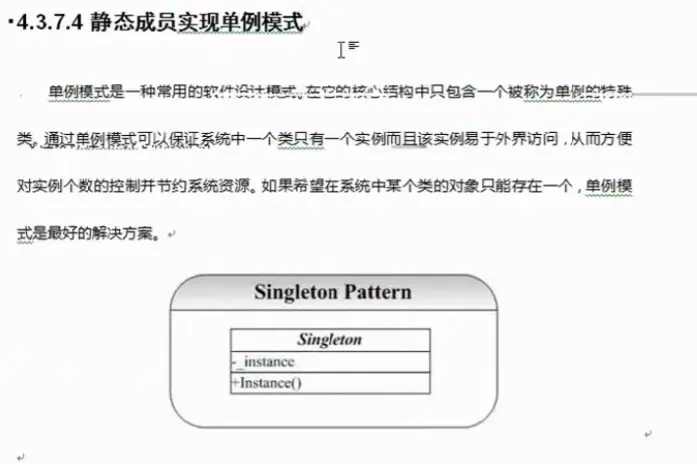 4.3.7.4 静态成员实现单例模式
单例模式是一种常用的软件设计模式。在它的核心结构中只包含一个被称为单例的特殊
类。通过单例模式可以保证系统中一个类只有一个实例而且该实例易于外界访问，从而方便
对实例个数的控制并节约系统资源。如果希望在系统中某个类的对象只能存在一个，单例模
式是最好的解决方案。
Singleton Pattern
Singleton
-_instance
+Instance()